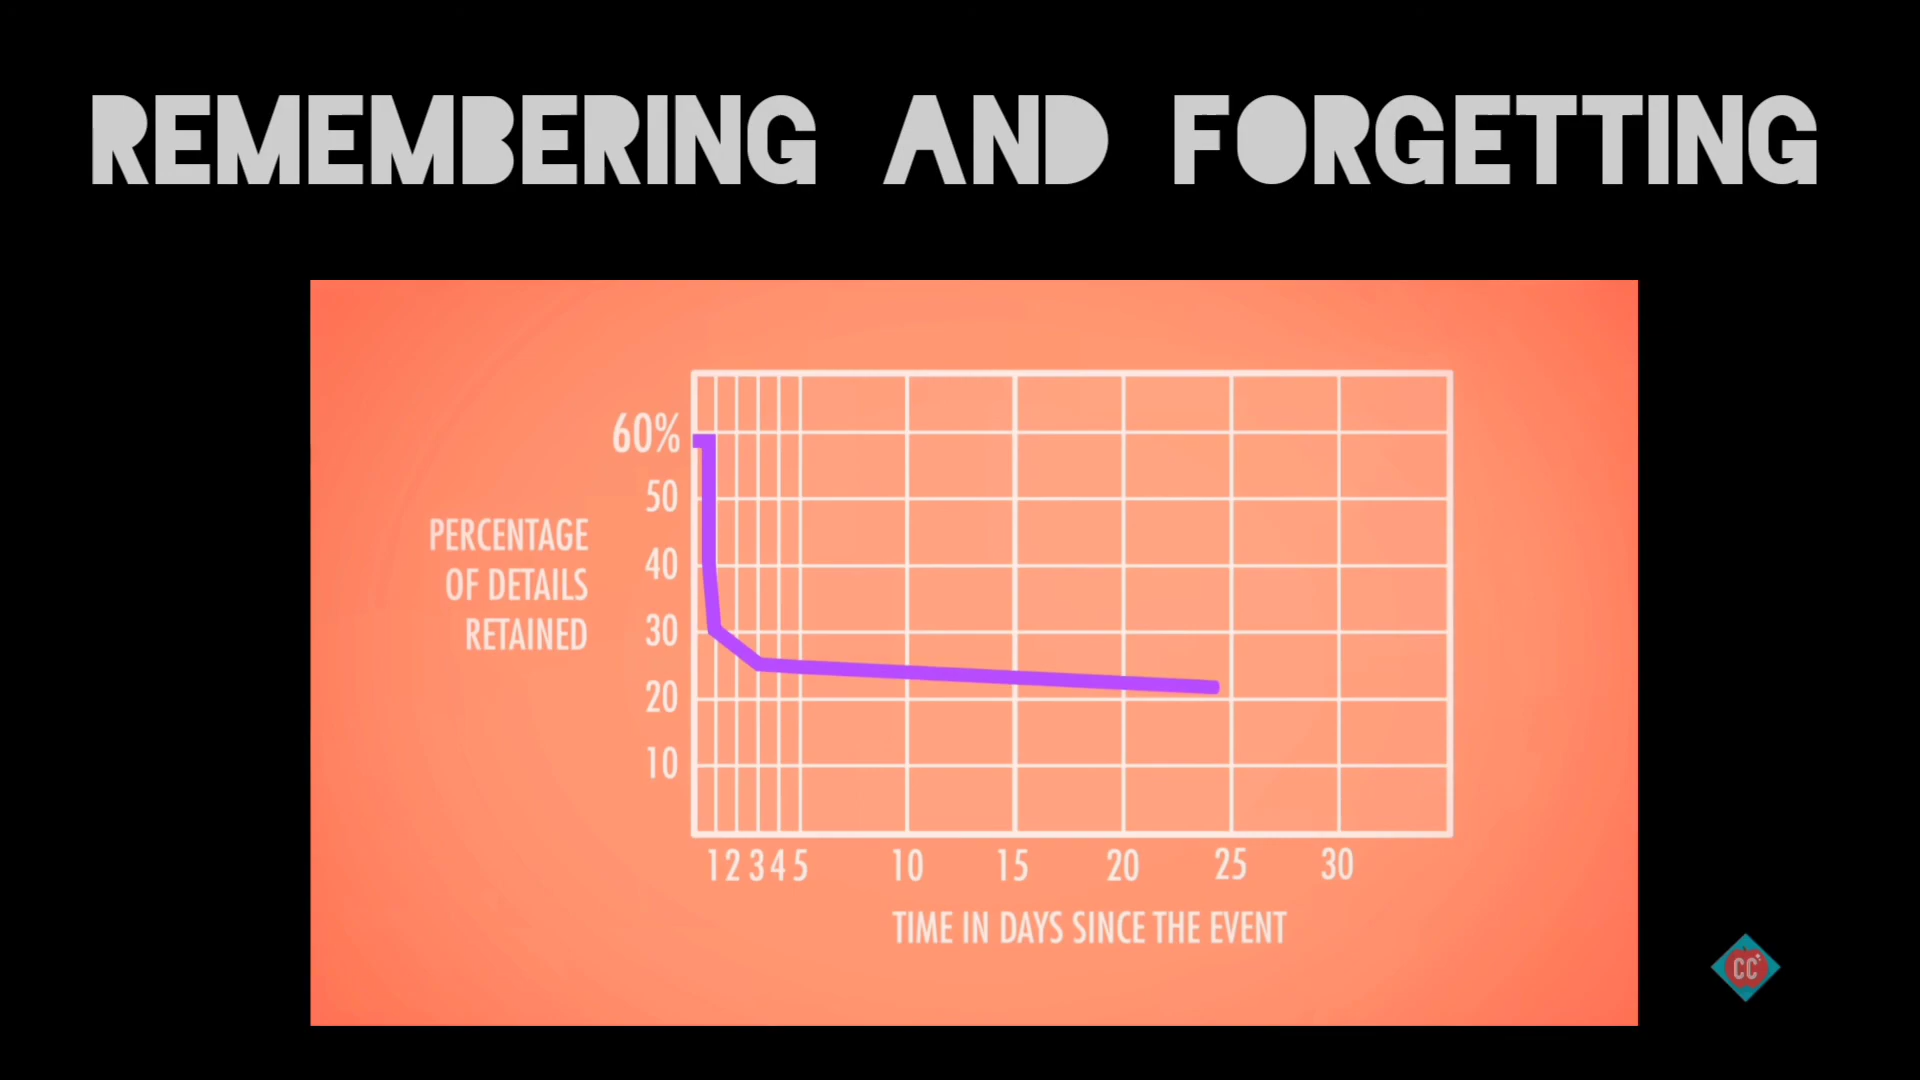 REMEMBERING AND FORGETTING
60%
50
40
30
20
10
PERCENTAGE
OF DETAILS
RETAINED
1 2 3 4 5 10 15 20 25 30
TIME IN DAYS SINCE THE EVENT
CC